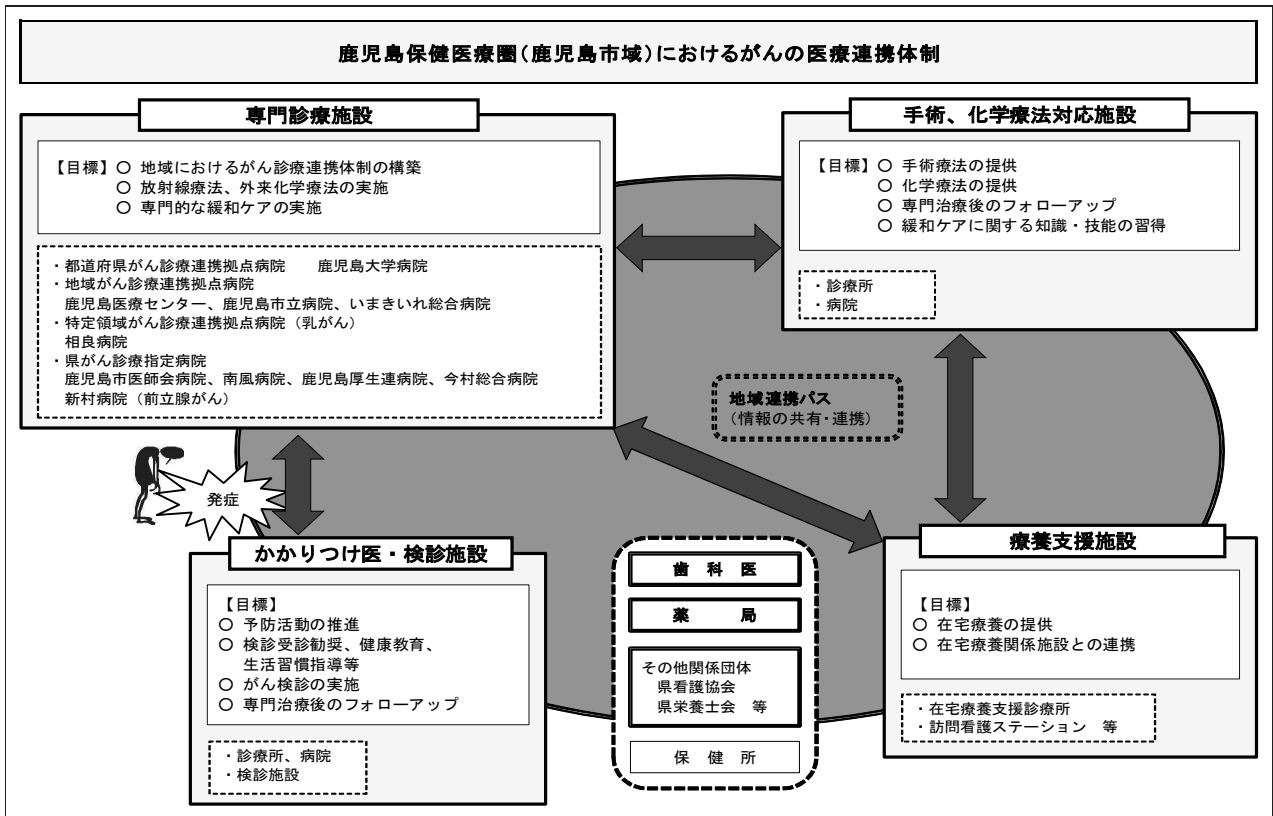 鹿児島保健医療圏（鹿児島市域）におけるがんの医療連携体制
専門診療施設
【目標】○ 地域におけるがん診療連携体制の構築
○ 放射線療法、外来化学療法の実施
○ 専門的な緩和ケアの実施
・都道府県がん診療連携拠点病院　　鹿児島大学病院
・地域がん診療連携拠点病院
鹿児島医療センター、鹿児島市立病院、いまきいれ総合病院
・特定領域がん診療連携拠点病院（乳がん）
相良病院
・県がん診療指定病院
鹿児島市医師会病院、南風病院、鹿児島厚生連病院、今村総合病院
新村病院（前立腺がん）
手術、化学療法対応施設
【目標】○ 手術療法の提供
○ 化学療法の提供
○ 専門治療後のフォローアップ
○ 緩和ケアに関する知識・技能の習得
・診療所
・病院
地域連携パス
（情報の共有・連携）
発症
かかりつけ医・検診施設
【目標】
○ 予防活動の推進
○ 検診受診勧奨、健康教育、
生活習慣指導等
○ がん検診の実施
○ 専門治療後のフォローアップ
・診療所、病院
・検診施設
歯　科　医
薬　　　局
その他関係団体
県看護協会
県栄養士会　等
保　健　所
療養支援施設
【目標】
○ 在宅療養の提供
○ 在宅療養関係施設との連携
・在宅療養支援診療所
・訪問看護ステーション　等